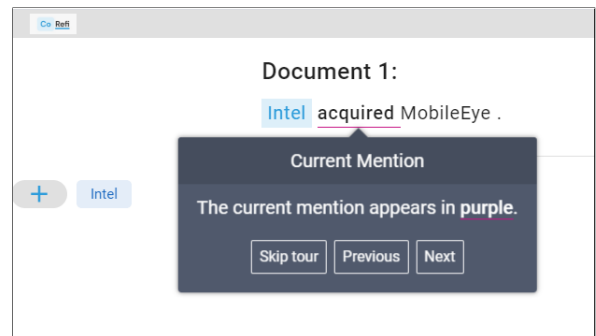 Co Refi
Document 1:
Intel acquired MobileEye .
Current Mention
+ Intel
The current mention appears in purple.
Skip tour Previous Next